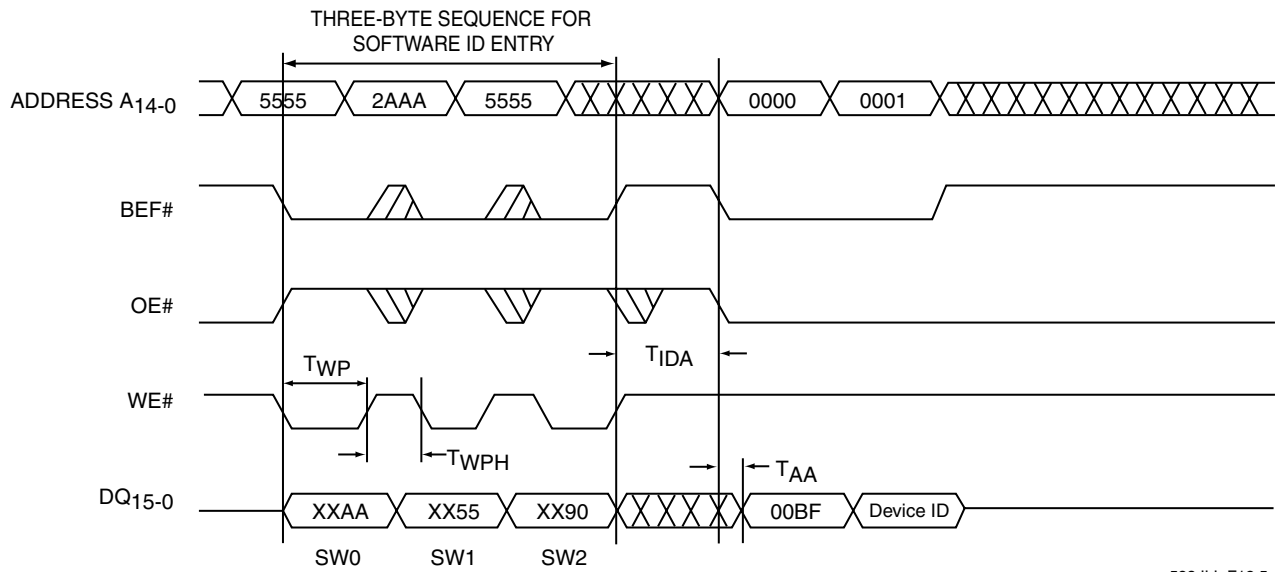 THREE-BYTE SEQUENCE FOR
SOFTWARE ID ENTRY
ADDRESS A14-0
5555 2AAA 5555 0000 0001
BEF#
OE#
TIDA
TWP
WE#
TWPH
TAA
DQ15-0
XXAA XX55 XX90 00BF Device ID
SW0 SW1 SW2